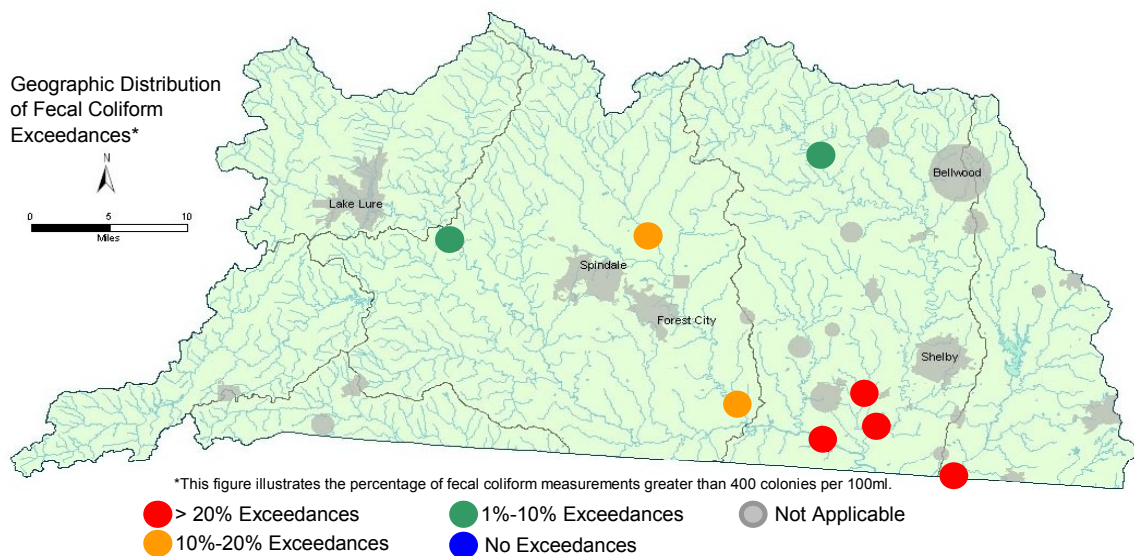 Geographic Distribution
of Fecal Coliform
Exceedances*
N
0 5 10
Miles
Lake Lure
Bellwood
Spindale
Forest City
Shelby
*This figure illustrates the percentage of fecal coliform measurements greater than 400 colonies per 100ml.
> 20% Exceedances
1%-10% Exceedances
Not Applicable
10%-20% Exceedances
No Exceedances